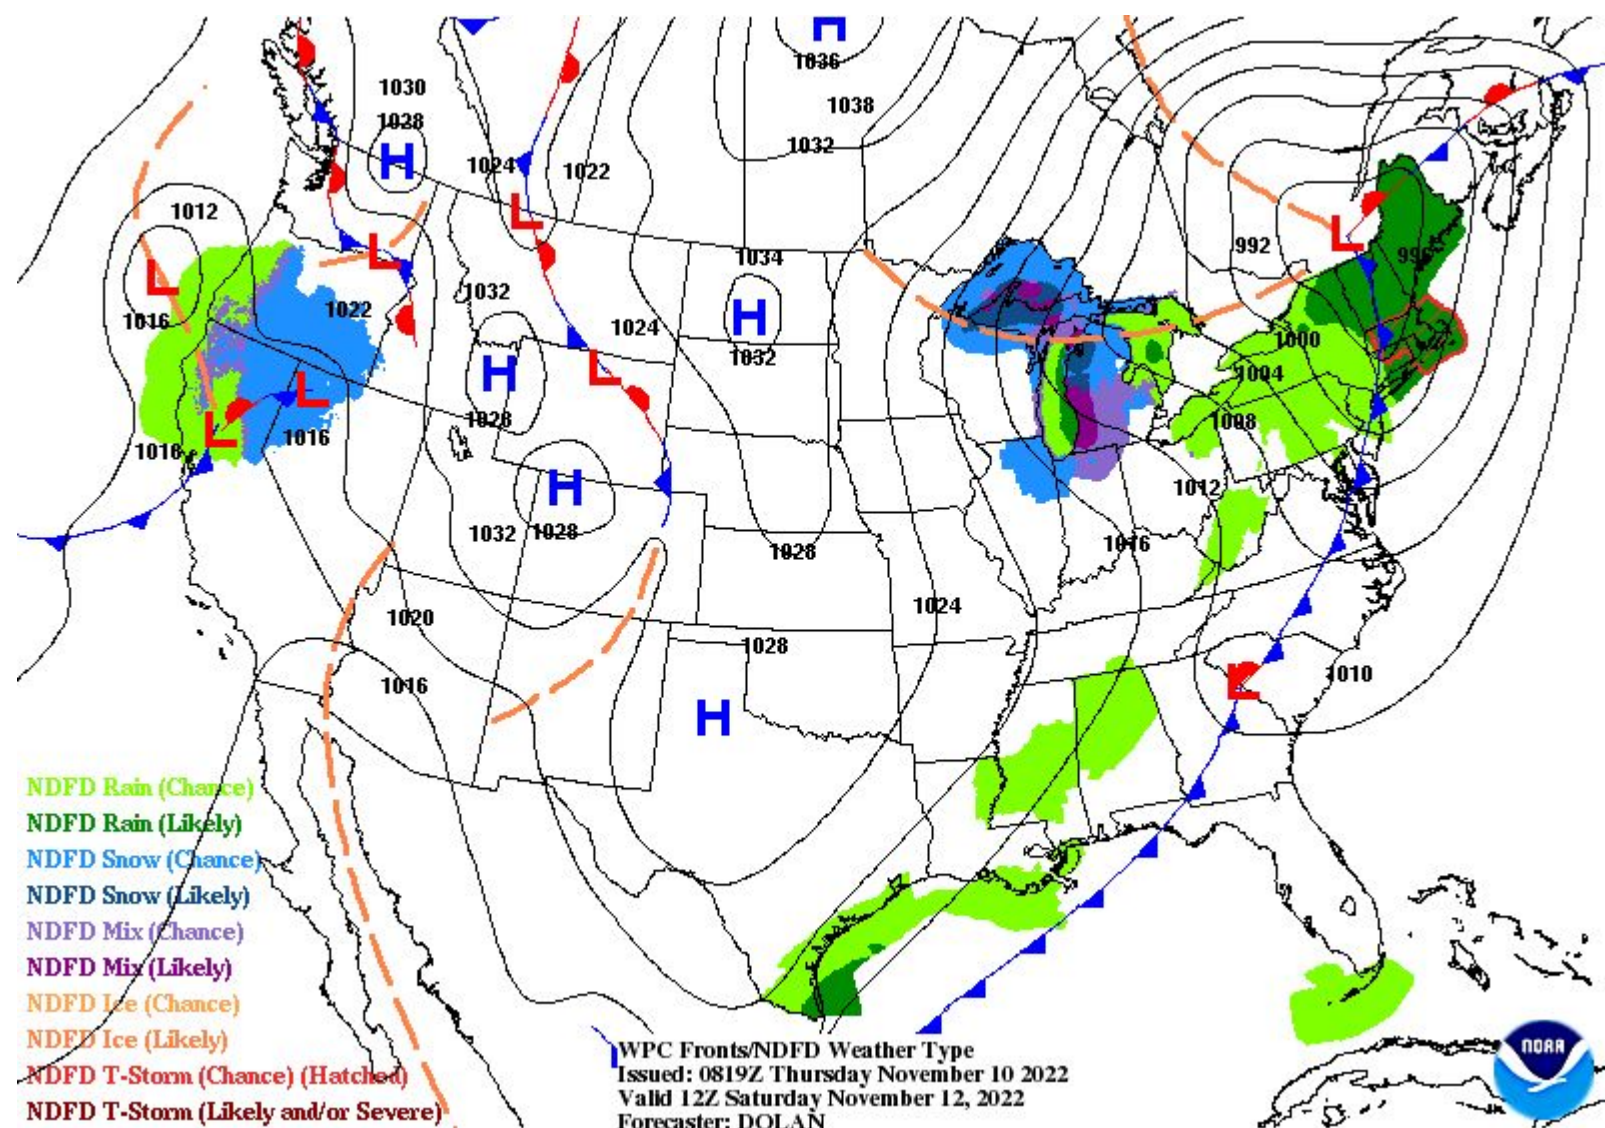 H
1036
1030
1038
1028
H
1032
1024
1022
1012
L
L
992
L
996
1034
L
1032
1022
1016
1024
H
1032
1000
H
L
1004
L
1028
1008
L
1016
1018
H
1012
1032
1028
1028
1016
1024
1020
1028
1016
L
1010
H
NDFD Rain (Chance)
NDFD Rain (Likely)
NDFD Snow (Chance)
NDFD Snow (Likely)
NDFD Mix (Chance)
NDFD Mix (Likely)
NDFD Ice (Chance)
NDFD Ice (Likely)
NDFD T-Storm (Chance) (Hatched)
NDFD T-Storm (Likely and/or Severe)
WPC Fronts/NDFD Weather Type
Issued: 0819Z Thursday November 10 2022
Valid 12Z Saturday November 12, 2022
Forecaster: DOLAN
NOAA